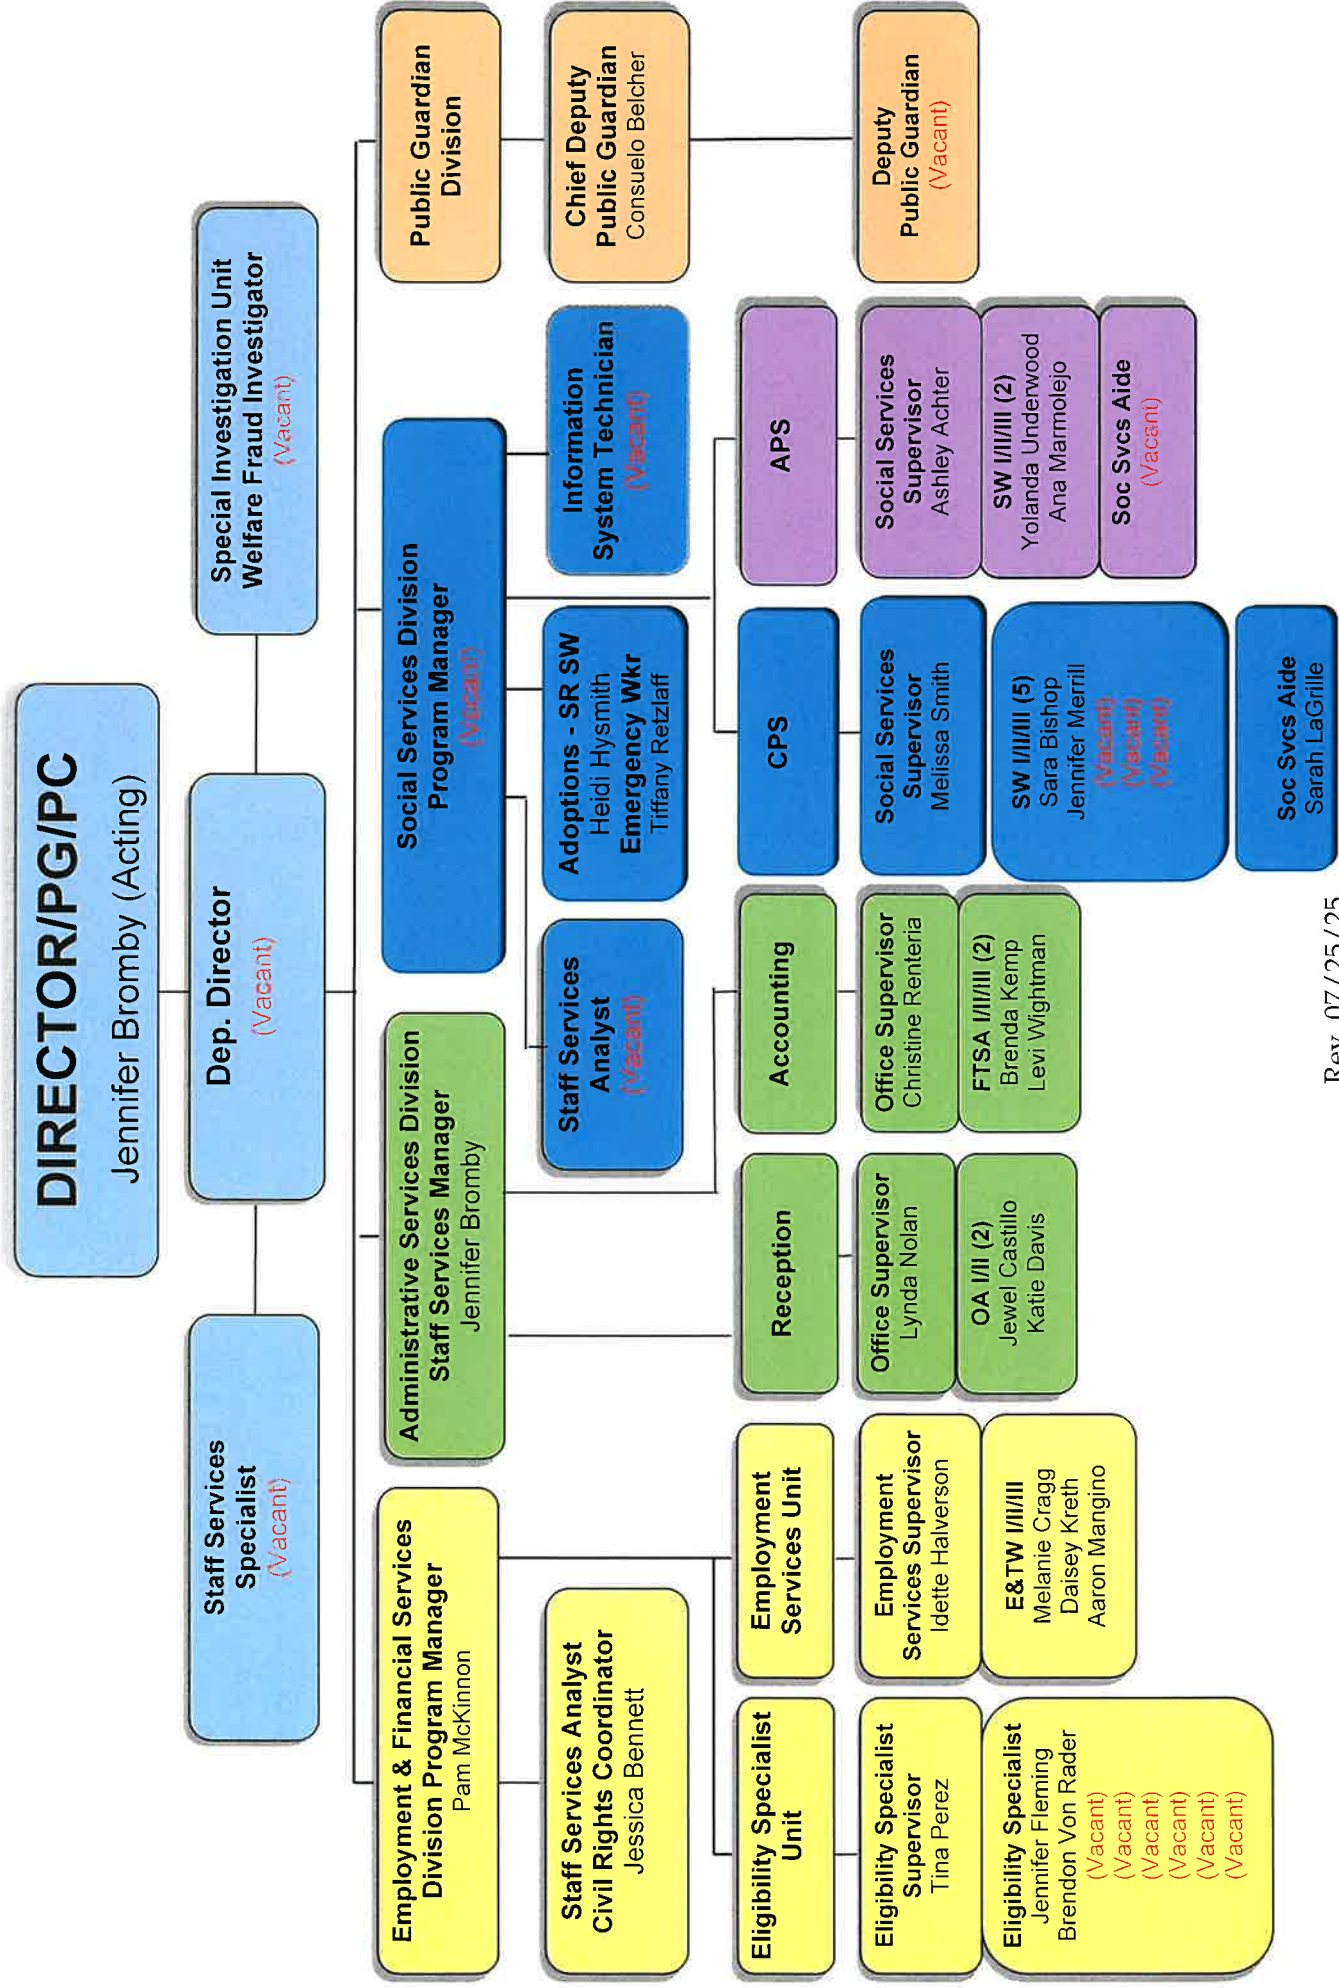 DIRECTOR/PG/PC
Jennifer Bromby (Acting)
Staff Services
Specialist
(Vacant)
Dep. Director
(Vacant)
Special Investigation Unit
Welfare Fraud Investigator
(Vacant)
Employment & Financial Services
Division Program Manager
Pam McKinnon
Administrative Services Division
Staff Services Manager
Jennifer Bromby
Social Services Division
Program Manager
(Vacant)
Public Guardian
Division
Staff Services Analyst
Civil Rights Coordinator
Jessica Bennett
Staff Services
Analyst
(Vacant)
Adoptions - SR SW
Heidi Hysmith
Emergency Wkr
Tiffany Retzlaff
Information
System Technician
(Vacant)
Chief Deputy
Public Guardian
Consuelo Belcher
Eligibility Specialist
Unit
Employment
Services Unit
Reception
Accounting
CPS
APS
Eligibility Specialist
Supervisor
Tina Perez
Employment
Services Supervisor
Idette Halverson
Office Supervisor
Lynda Nolan
Office Supervisor
Christine Renteria
Social Services
Supervisor
Melissa Smith
Social Services
Supervisor
Ashley Achter
Deputy
Public Guardian
(Vacant)
Eligibility Specialist
Jennifer Fleming
Brendon Von Rader
(Vacant)
(Vacant)
(Vacant)
(Vacant)
(Vacant)
(Vacant)
E&TW I/II/III
Melanie Cragg
Daisey Kreth
Aaron Mangino
OA I/II (2)
Jewel Castillo
Katie Davis
FTSA I/II/III (2)
Brenda Kemp
Levi Wightman
SW I/II/III (5)
Sara Bishop
Jennifer Merrill
(Vacant)
(Vacant)
(Vacant)
SW I/II/III (2)
Yolanda Underwood
Ana Marmolejo
Soc Svcs Aide
(Vacant)
Soc Svcs Aide
Sarah LaGrille
Rev. 07/25/25